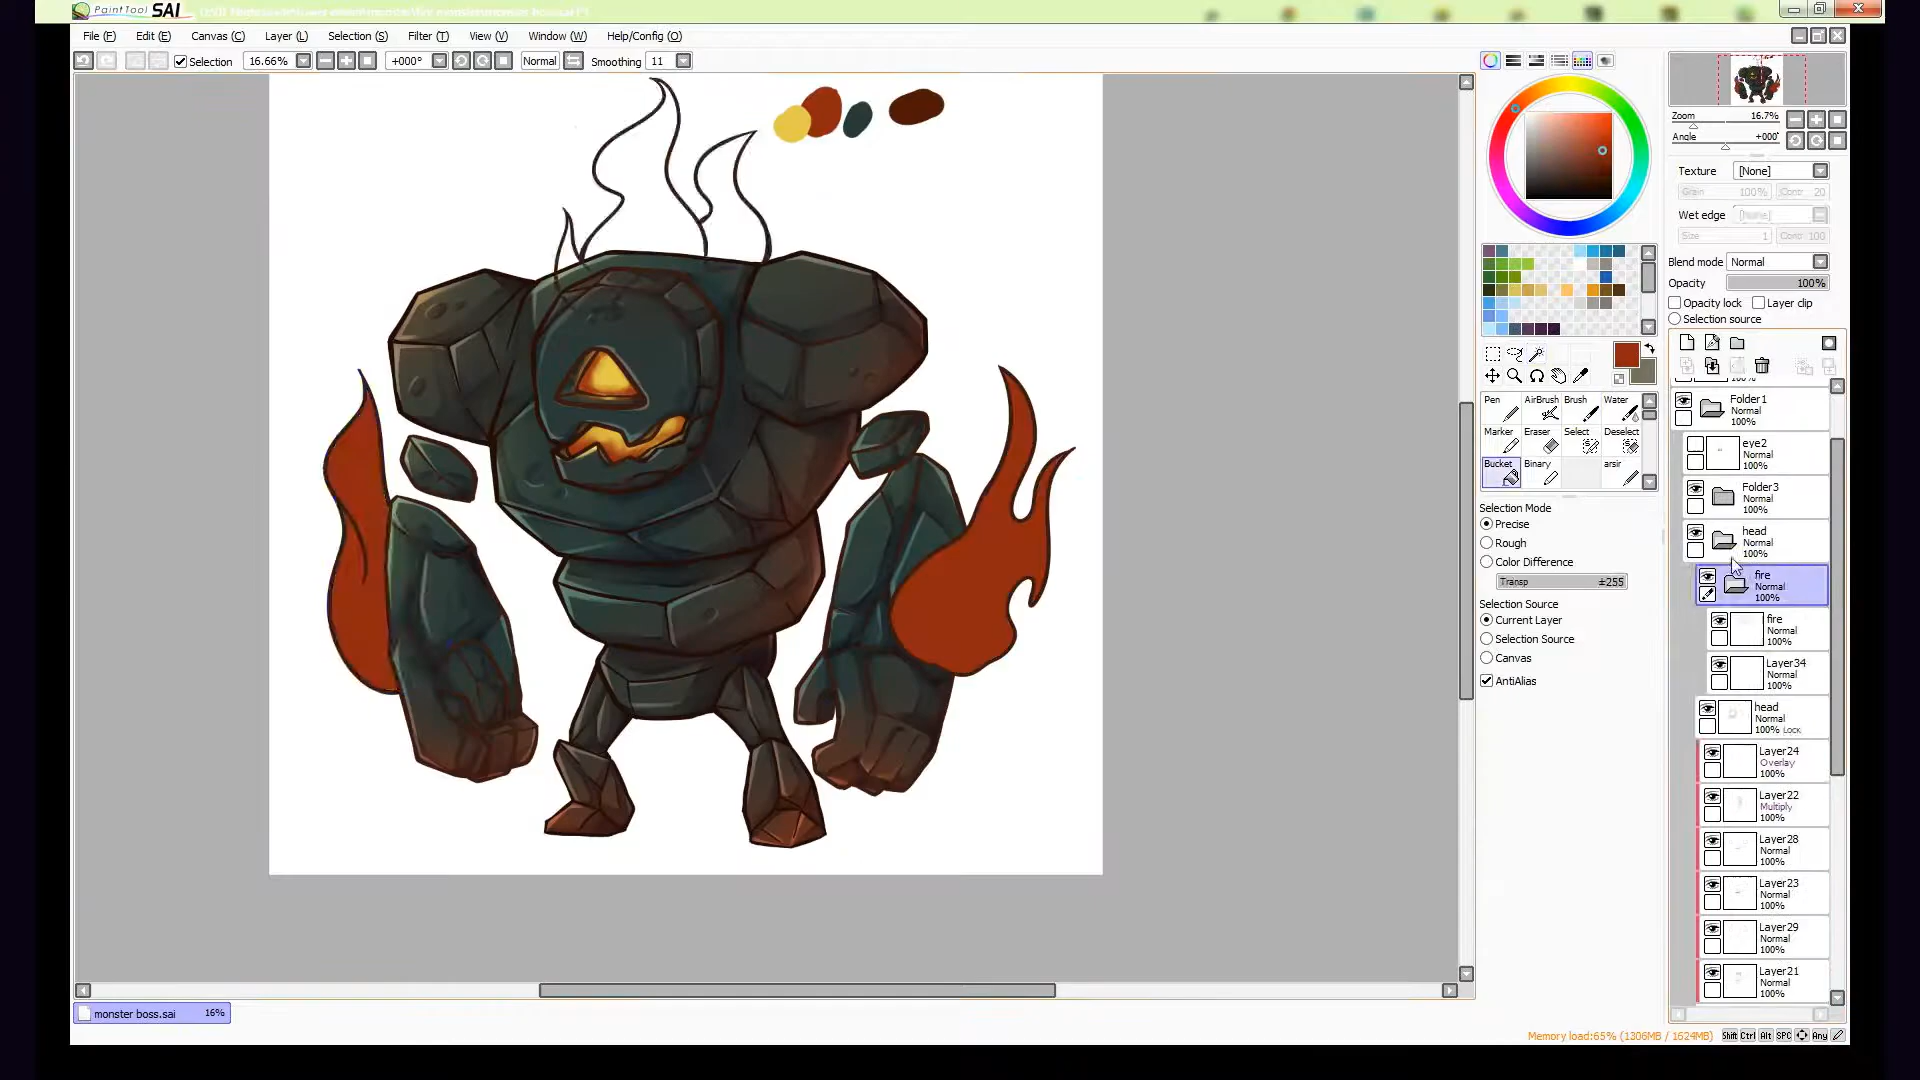 PaintTool SAI
File (F) Edit (E) Canvas (C) Layer (L) Selection (S) Filter (T) View (V) Window (W) Help/Config (O)
Selection 16.66% +000° Normal Smoothing 11
Zoom 16.7%
Angle +000°
Texture [None]
Grain 100% Contr 20
Wet edge [None]
Size 1 Contr 100
Blend mode Normal
Opacity 100%
Opacity lock Layer clip
Selection source
Pen AirBrush Brush Water
Marker Eraser Select Deselect
Bucket Binary arsir
Selection Mode
Precise
Rough
Color Difference
Transp ±255
Selection Source
Current Layer
Selection Source
Canvas
AntiAlias
100%
Folder1
Normal
100%
eye2
Normal
100%
Folder3
Normal
100%
head
Normal
100%
fire
Normal
100%
fire
Normal
100%
Layer34
Normal
100%
head
Normal
100% Lock
Layer24
Overlay
100%
Layer22
Multiply
100%
Layer28
Normal
100%
Layer23
Normal
100%
Layer29
Normal
100%
Layer21
Normal
100%
monster boss.sai 16%
Memory load:65% (1306MB / 1624MB) Shift Ctrl Alt SPC Any